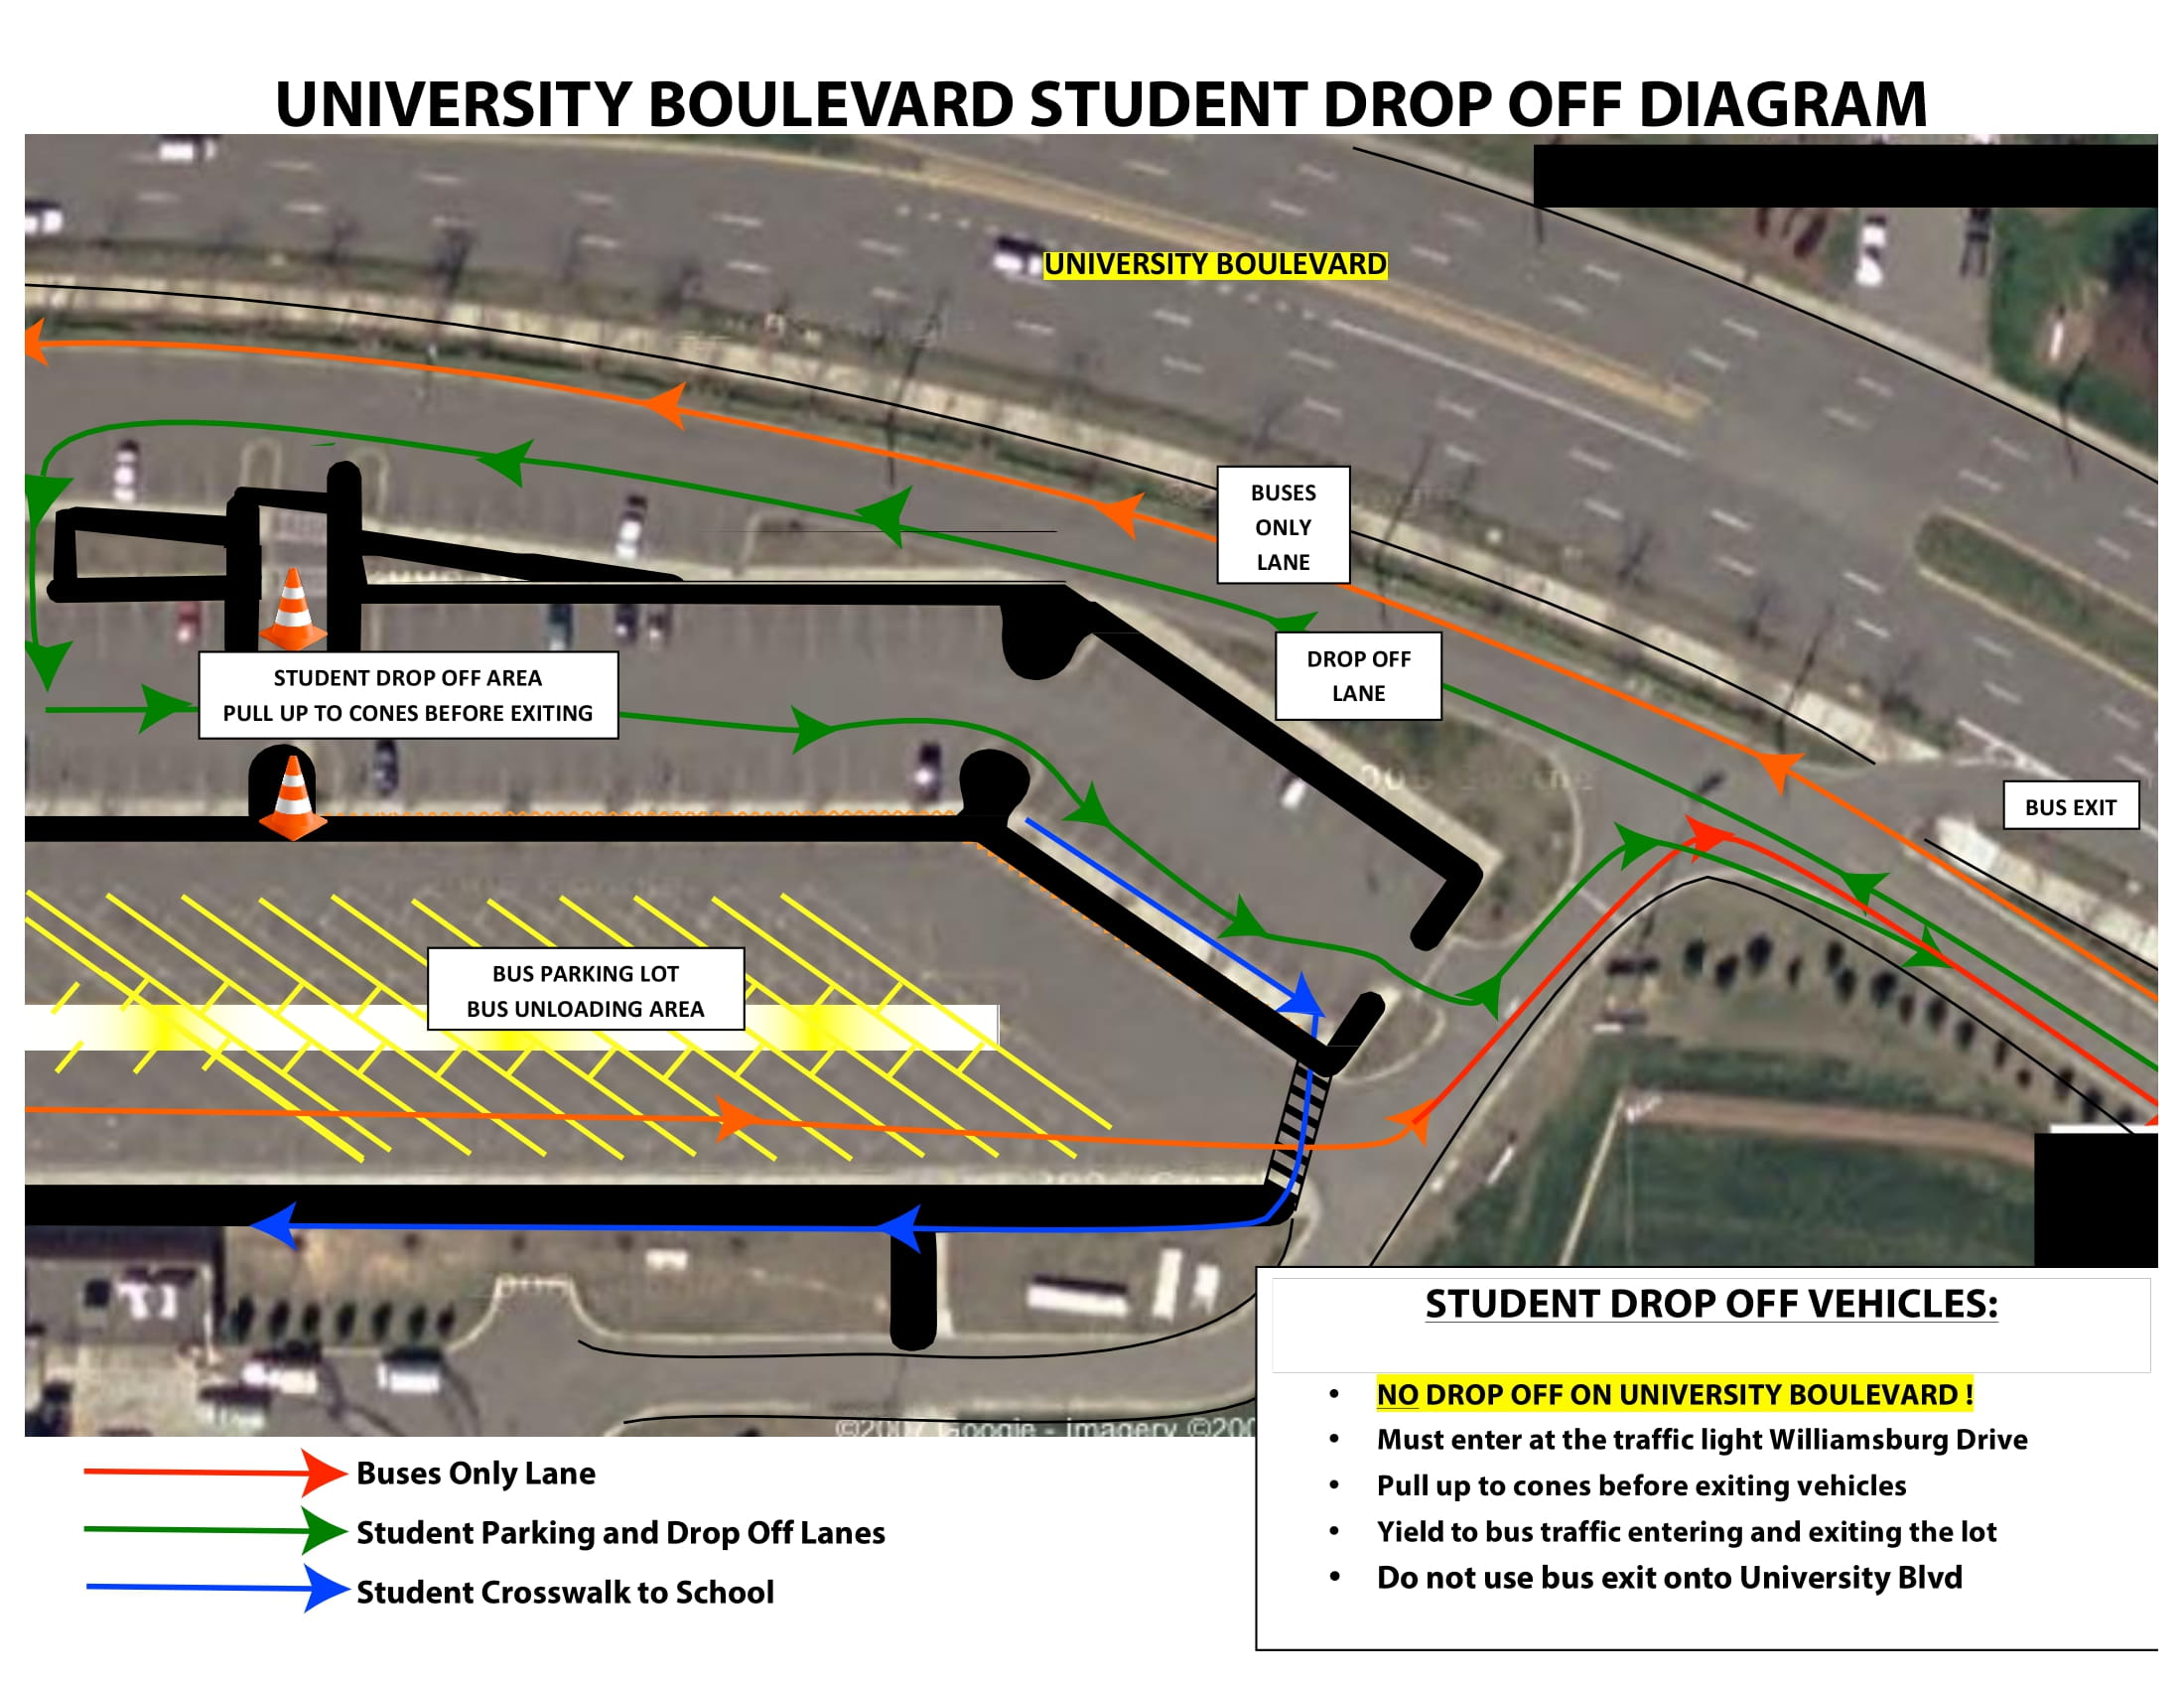 UNIVERSITY BOULEVARD STUDENT DROP OFF DIAGRAM
UNIVERSITY BOULEVARD
BUSES
ONLY
LANE
DROP OFF
LANE
STUDENT DROP OFF AREA
PULL UP TO CONES BEFORE EXITING
BUS EXIT
BUS PARKING LOT
BUS UNLOADING AREA
STUDENT DROP OFF VEHICLES:
• NO DROP OFF ON UNIVERSITY BOULEVARD !
• Must enter at the traffic light Williamsburg Drive
• Pull up to cones before exiting vehicles
• Yield to bus traffic entering and exiting the lot
• Do not use bus exit onto University Blvd
Google - Imagery
Buses Only Lane
Student Parking and Drop Off Lanes
Student Crosswalk to School